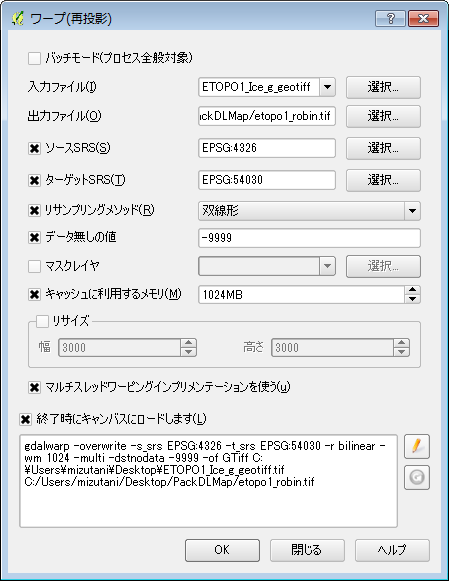 ワープ(再投影)
バッチモード(プロセス全般対象)
入力ファイル(I) ETOPO1_Ice_g_geotiff 選択...
出力ファイル(O) ackDLMap/etopo1_robin.tif 選択...
ソースSRS(S) EPSG:4326 選択...
ターゲットSRS(T) EPSG:54030 選択...
リサンプリングメソッド(R) 双線形
データ無しの値 -9999
マスクレイヤ 選択...
キャッシュに利用するメモリ(M) 1024MB
リサイズ
幅 3000 高さ 3000
マルチスレッドワーピングインプリメンテーションを使う(u)
終了時にキャンバスにロードします(L)
gdalwarp -overwrite -s_srs EPSG:4326 -t_srs EPSG:54030 -r bilinear -
wm 1024 -multi -dstnodata -9999 -of GTiff C:
¥Users¥mizutani¥Desktop¥ETOPO1_Ice_g_geotiff.tif
C:/Users/mizutani/Desktop/PackDLMap/etopo1_robin.tif
OK 閉じる ヘルプ